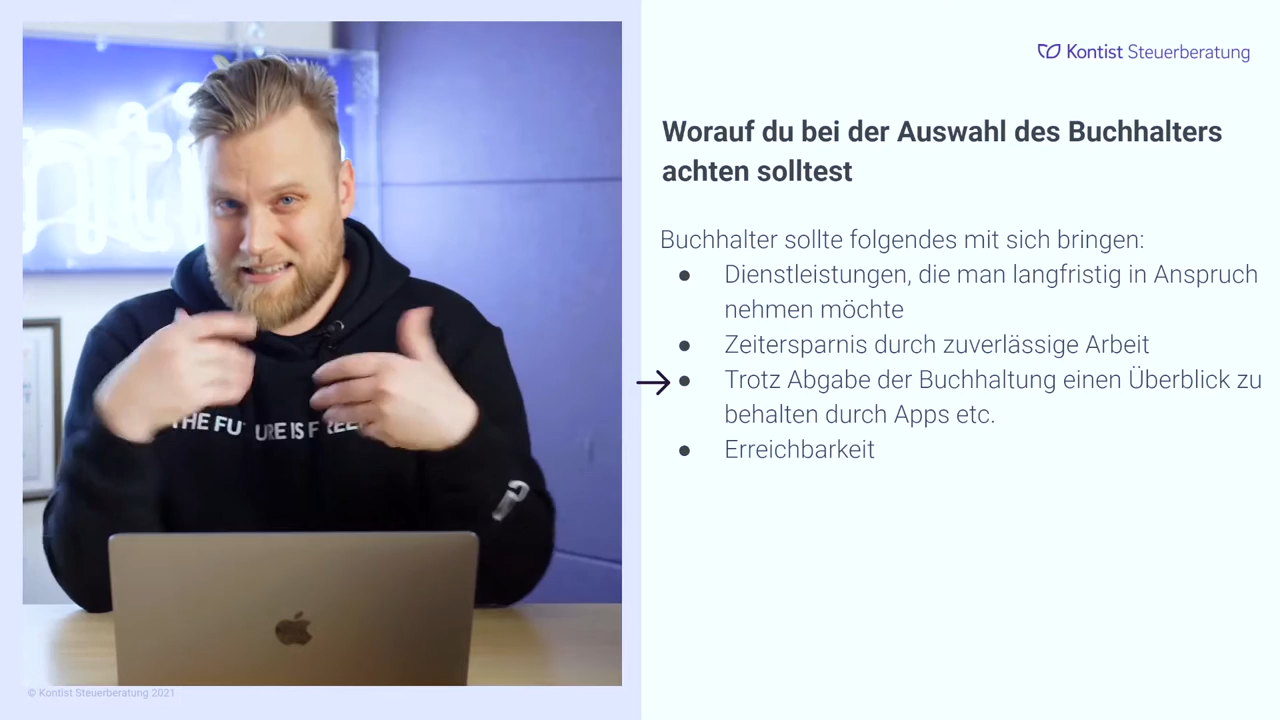 Kontist Steuerberatung
Worauf du bei der Auswahl des Buchhalters
achten solltest
Buchhalter sollte folgendes mit sich bringen:
● Dienstleistungen, die man langfristig in Anspruch
nehmen möchte
● Zeitersparnis durch zuverlässige Arbeit
→ ● Trotz Abgabe der Buchhaltung einen Überblick zu
behalten durch Apps etc.
● Erreichbarkeit
THE FU URE IS F REE
© Kontist Steuerberatung 2021